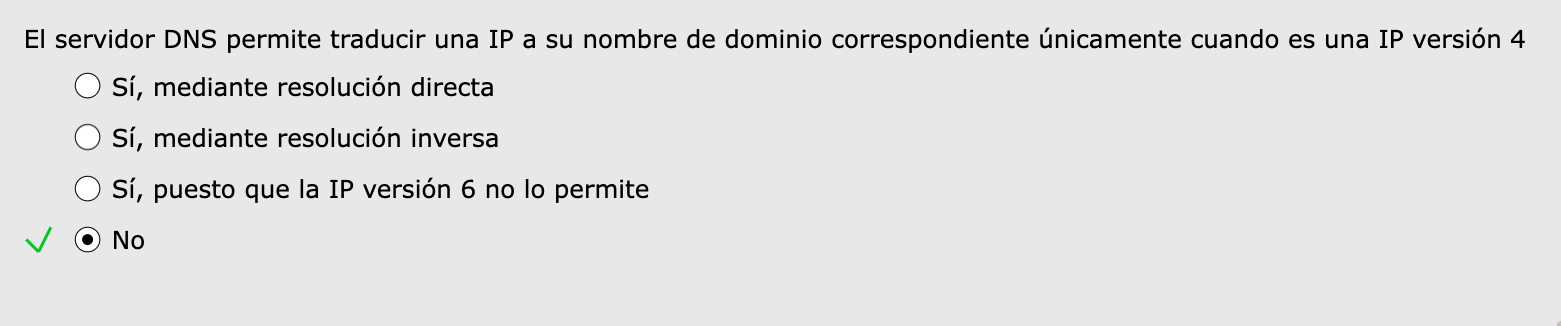 El servidor DNS permite traducir una IP a su nombre de dominio correspondiente únicamente cuando es una IP versión 4
Sí, mediante resolución directa
Sí, mediante resolución inversa
Sí, puesto que la IP versión 6 no lo permite
No